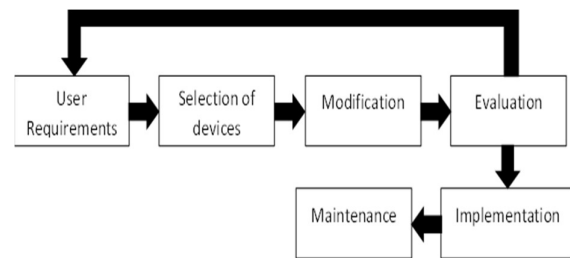 User
Requirements
Selection of
devices
Modification
Evaluation
Maintenance
Implementation